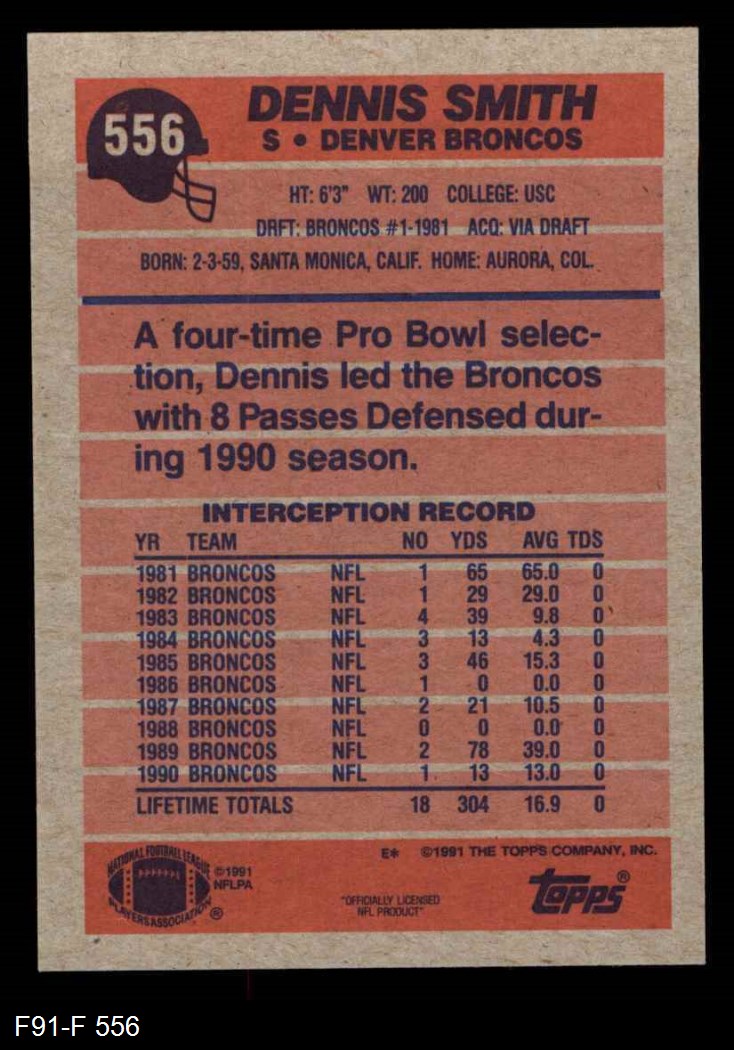 556
DENNIS SMITH
S • DENVER BRONCOS
HT: 6'3" WT: 200 COLLEGE: USC
DRFT: BRONCOS #1-1981 ACQ: VIA DRAFT
BORN: 2-3-59, SANTA MONICA, CALIF. HOME: AURORA, COL.
A four-time Pro Bowl selec-
tion, Dennis led the Broncos
with 8 Passes Defensed dur-
ing 1990 season.
INTERCEPTION RECORD
YR TEAM NO YDS AVG TDS
1981 BRONCOS NFL 1 65 65.0 0
1982 BRONCOS NFL 1 29 29.0 0
1983 BRONCOS NFL 4 39 9.8 0
1984 BRONCOS NFL 3 13 4.3 0
1985 BRONCOS NFL 3 46 15.3 0
1986 BRONCOS NFL 1 0 0.0 0
1987 BRONCOS NFL 2 21 10.5 0
1988 BRONCOS NFL 0 0 0.0 0
1989 BRONCOS NFL 2 78 39.0 0
1990 BRONCOS NFL 1 13 13.0 0
LIFETIME TOTALS 18 304 16.9 0
E* ©1991 THE TOPPS COMPANY, INC.
NATIONAL FOOTBALL LEAGUE
PLAYERS ASSOCIATION ®
©1991
NFLPA
"OFFICIALLY LICENSED
NFL PRODUCT"
Topps®
F91-F 556